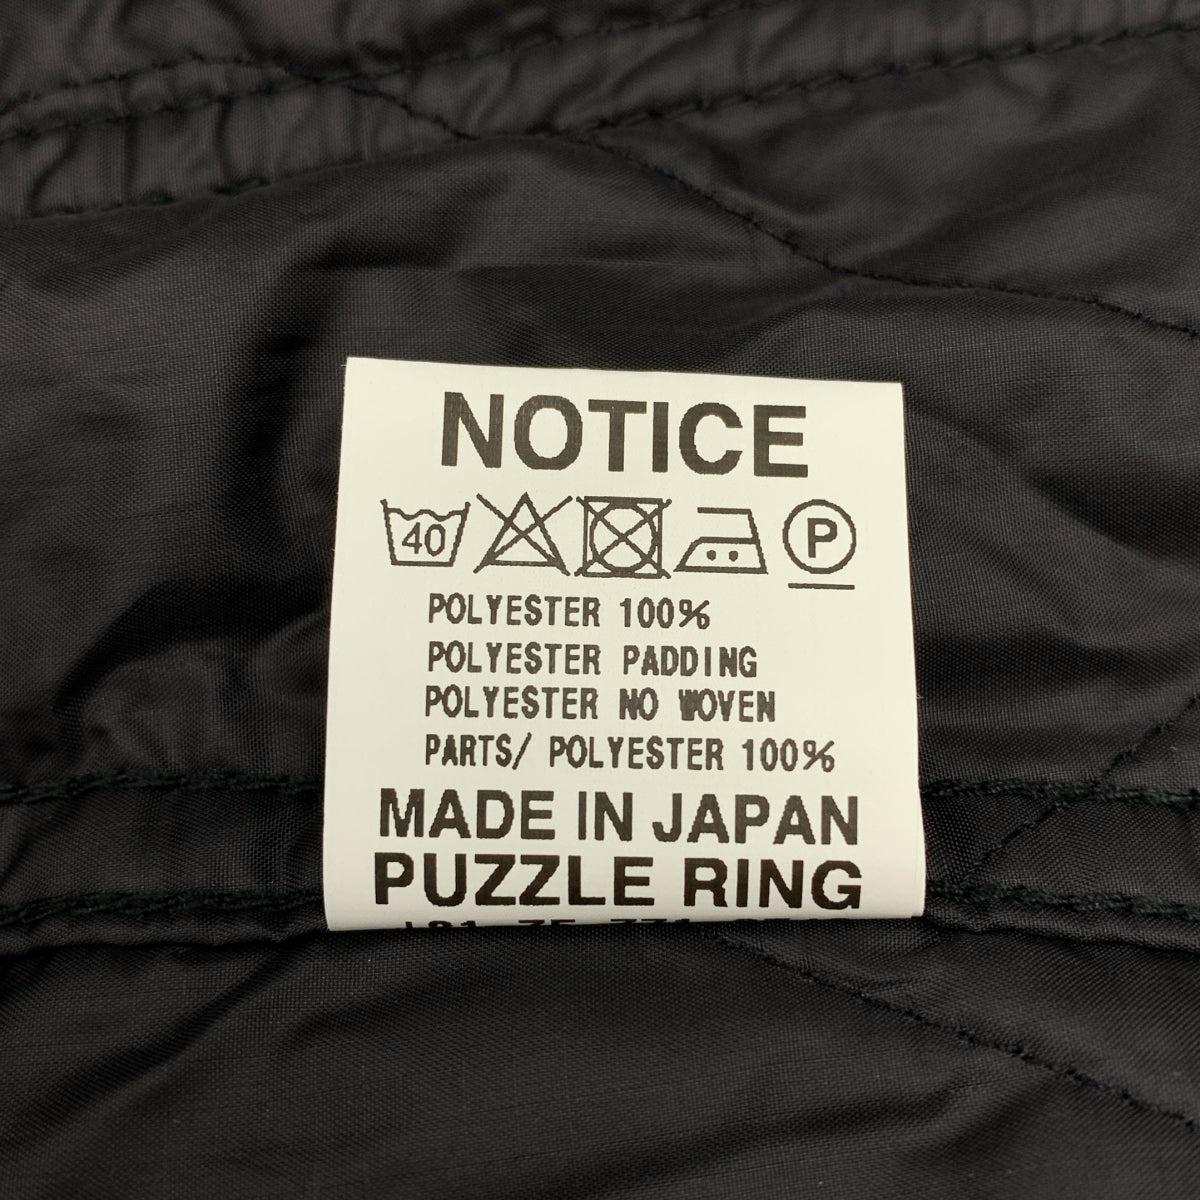 NOTICE
40 P
POLYESTER 100%
POLYESTER PADDING
POLYESTER NO WOVEN
PARTS/ POLYESTER 100%
MADE IN JAPAN
PUZZLE RING